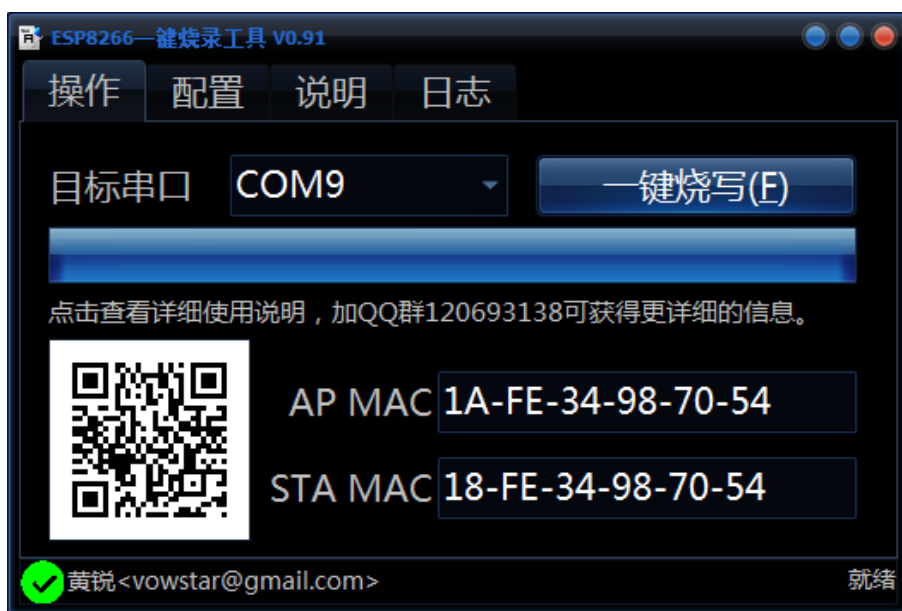 ESP8266一键烧录工具 V0.91
操作 配置 说明 日志
目标串口 COM9 一键烧写(F)
点击查看详细使用说明，加QQ群120693138可获得更详细的信息。
AP MAC 1A-FE-34-98-70-54
STA MAC 18-FE-34-98-70-54
黄锐<vowstar@gmail.com> 就绪